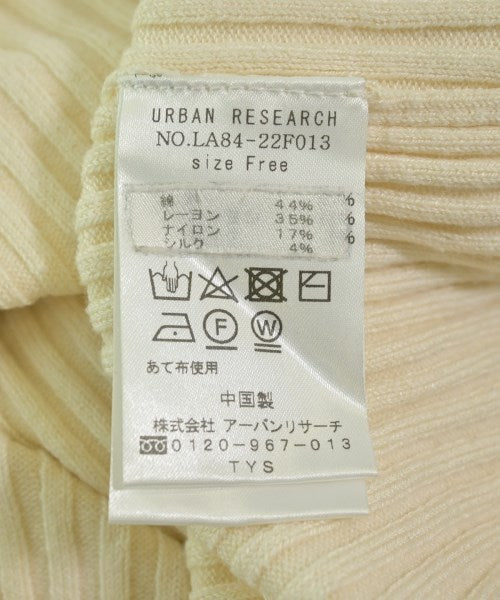 URBAN RESEARCH
NO.LA84-22F013
size Free
綿 44%
レーヨン 35%
ナイロン 17%
シルク 4%
F W
あて布使用
中国製
株式会社 アーバンリサーチ
0120-967-013
TYS